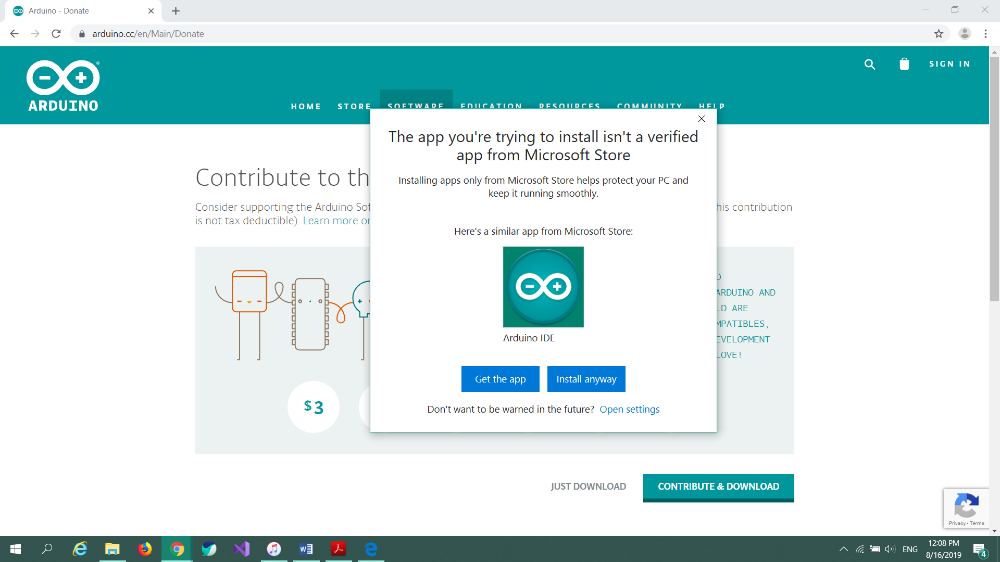 Arduino - Donate
arduino.cc/en/Main/Donate
ARDUINO
SIGN IN
HOME STORE SOFTWARE EDUCATION RESOURCES COMMUNITY HELP
The app you're trying to install isn't a verified
app from Microsoft Store
Installing apps only from Microsoft Store helps protect your PC and
keep it running smoothly.
Here's a similar app from Microsoft Store:
Arduino IDE
Get the app Install anyway
Don't want to be warned in the future? Open settings
Contribute to th
Consider supporting the Arduino Sof his contribution
is not tax deductible). Learn more or
O
ARDUINO AND
LD ARE
MPATIBLES,
EVELOPMENT
LOVE!
$3
JUST DOWNLOAD CONTRIBUTE & DOWNLOAD
Privacy - Terms
ENG
12:08 PM
8/16/2019
4